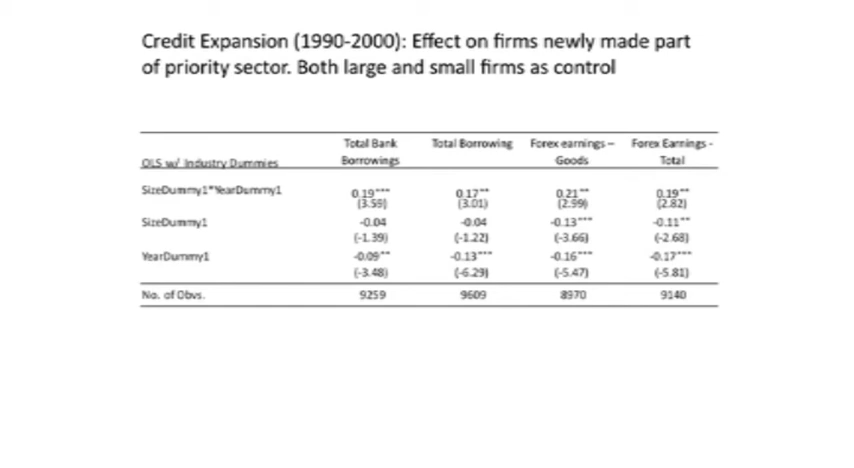 Credit Expansion (1990-2000): Effect on firms newly made part
of priority sector. Both large and small firms as control
Total Bank Total Borrowing Forex earnings – Forex Earnings -
OLS w/ Industry Dummies Borrowings Goods Total
SizeDummy1*YearDummy1 0.19*** 0.17** 0.21** 0.19**
(3.59) (3.01) (2.99) (2.82)
SizeDummy1 -0.04 -0.04 -0.13*** -0.11**
(-1.39) (-1.22) (-3.66) (-2.68)
YearDummy1 -0.09** -0.13*** -0.16*** -0.17***
(-3.48) (-6.29) (-5.47) (-5.81)
No. of Obvs. 9259 9609 8970 9140